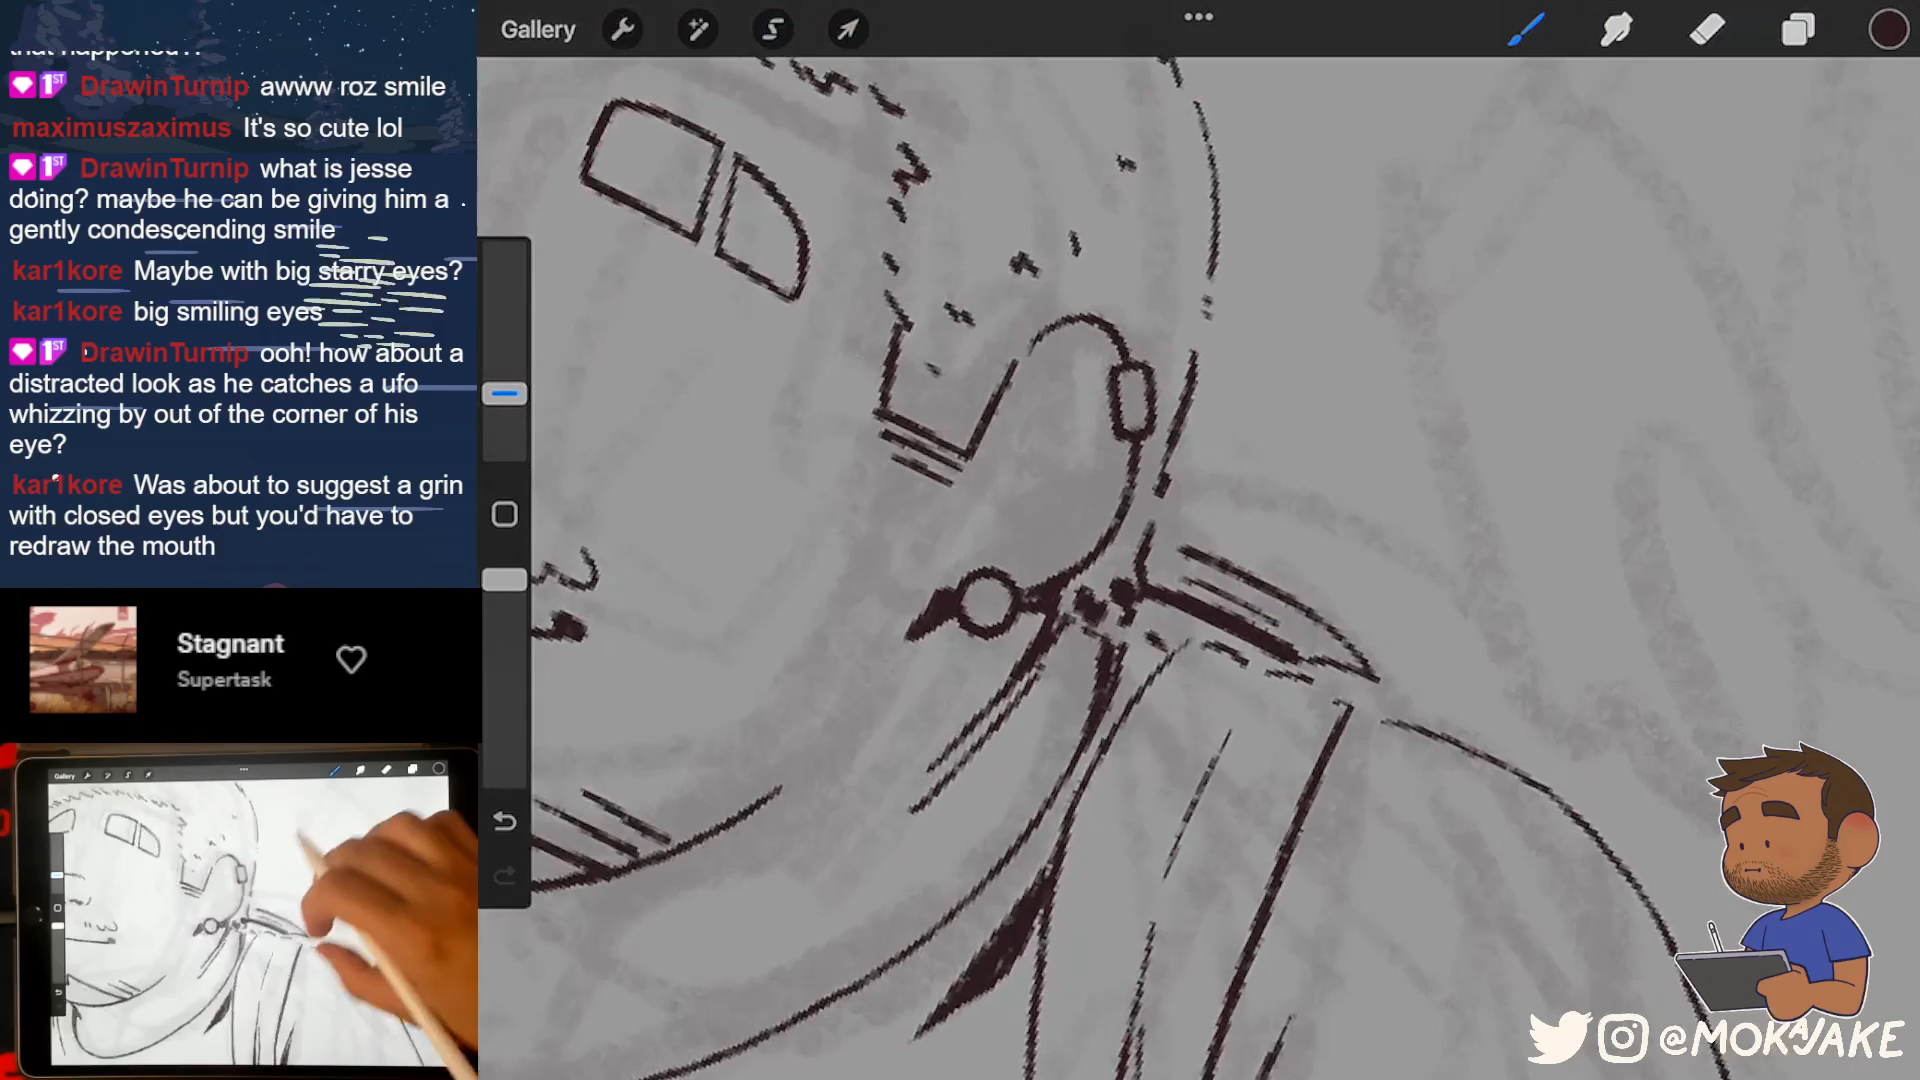 that happened??
DrawinTurnip awww roz smile
maximuszaximus It's so cute lol
DrawinTurnip what is jesse
doing? maybe he can be giving him a
gently condescending smile
kar1kore Maybe with big starry eyes?
kar1kore big smiling eyes
DrawinTurnip ooh! how about a
distracted look as he catches a ufo
whizzing by out of the corner of his
eye?
kar1kore Was about to suggest a grin
with closed eyes but you'd have to
redraw the mouth
Stagnant
Supertask
Gallery
Gallery
@MOKAJAKE